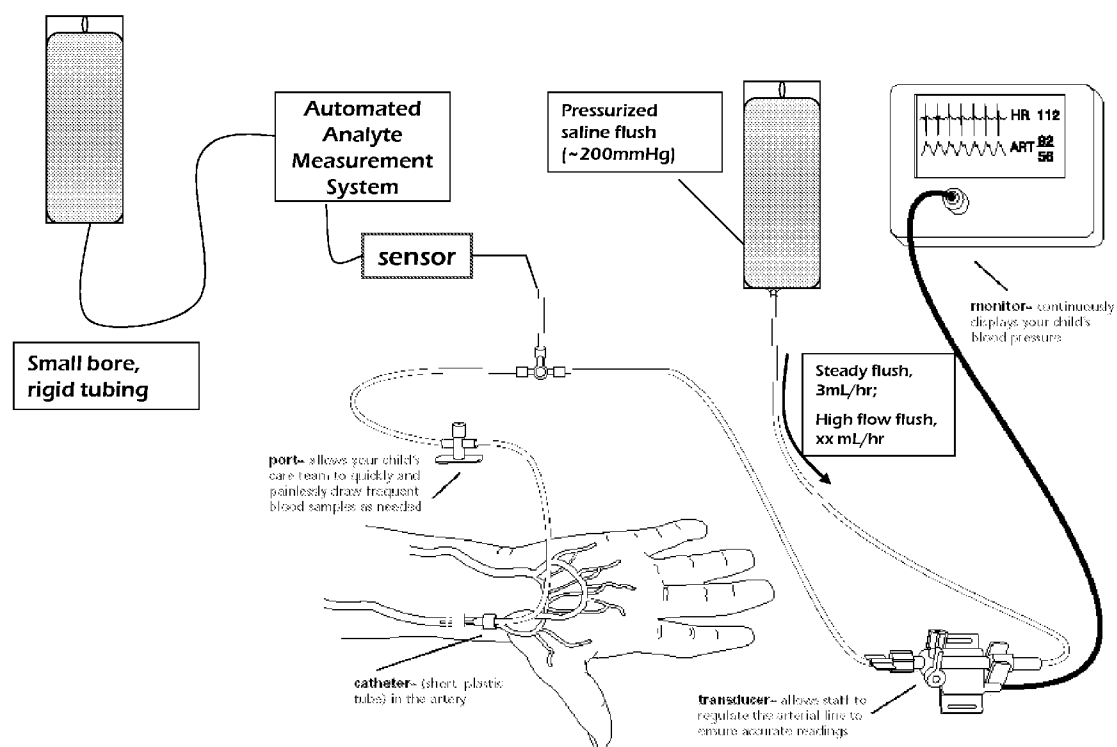 Automated
Analyte
Measurement
System
Pressurized
saline flush
(~200mmHg)
HR 112
ART 82
56
sensor
monitor– continuously
displays your child's
blood pressure
Small bore,
rigid tubing
Steady flush,
3mL/hr;
High flow flush,
xx mL/hr
port– allows your child's
care team to quickly and
painlessly draw frequent
blood samples as needed
catheter– (short plastic
tube) in the artery
transducer– allows staff to
regulate the arterial line to
ensure accurate readings